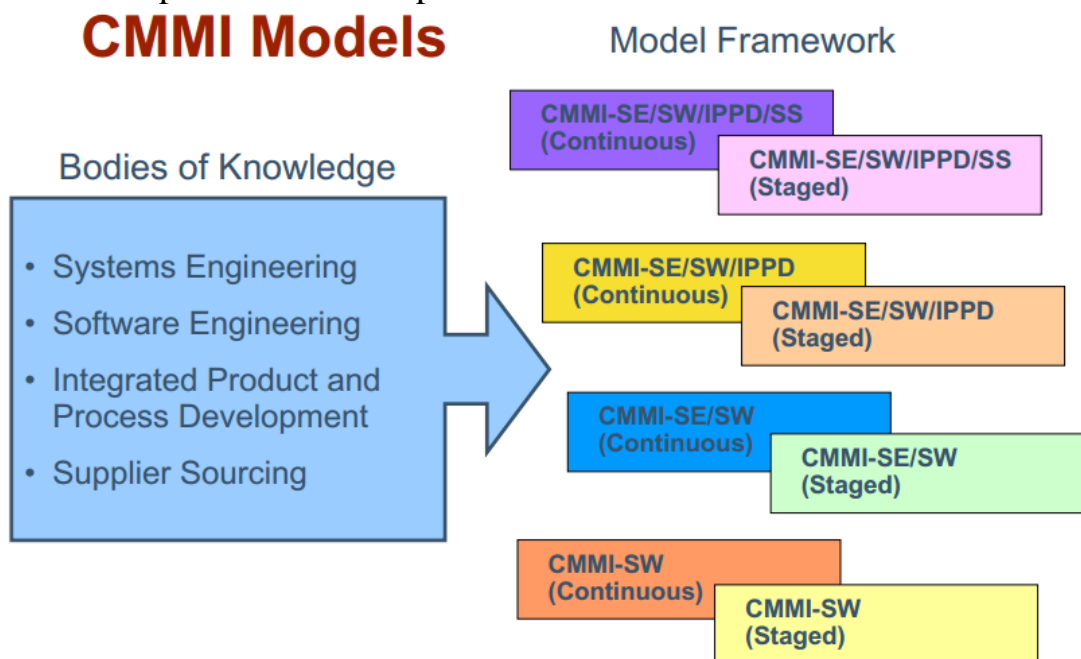 CMMI Models
Model Framework
Bodies of Knowledge
• Systems Engineering
• Software Engineering
• Integrated Product and
Process Development
• Supplier Sourcing
CMMI-SE/SW/IPPD/SS
(Continuous)
CMMI-SE/SW/IPPD/SS
(Staged)
CMMI-SE/SW/IPPD
(Continuous)
CMMI-SE/SW/IPPD
(Staged)
CMMI-SE/SW
(Continuous)
CMMI-SE/SW
(Staged)
CMMI-SW
(Continuous)
CMMI-SW
(Staged)